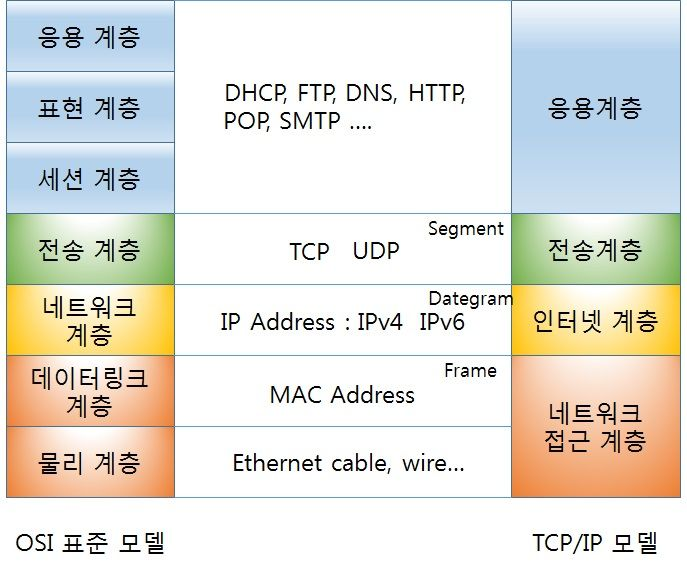 응용 계층
표현 계층
세션 계층
DHCP, FTP, DNS, HTTP,
POP, SMTP ....
응용계층
전송 계층
Segment
TCP UDP
전송계층
네트워크
계층
Dategram
IP Address : IPv4 IPv6
인터넷 계층
데이터링크
계층
Frame
MAC Address
네트워크
접근 계층
물리 계층
Ethernet cable, wire...
OSI 표준 모델
TCP/IP 모델